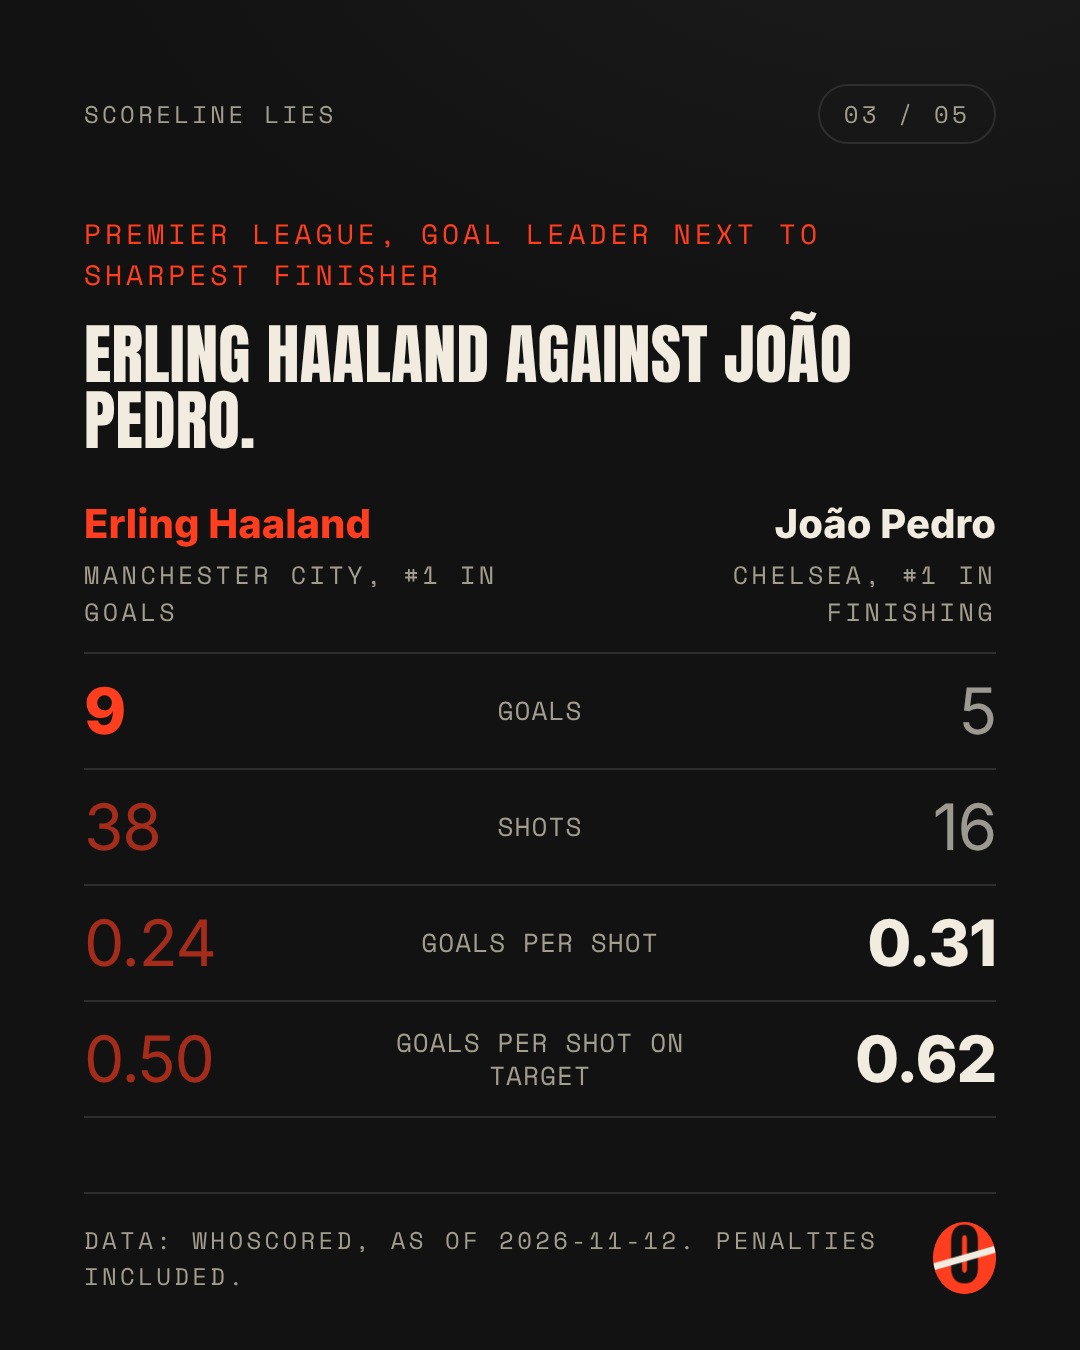 SCORELINE LIES
03 / 05
PREMIER LEAGUE, GOAL LEADER NEXT TO
SHARPEST FINISHER
ERLING HAALAND AGAINST JOÃO
PEDRO.
Erling Haaland
João Pedro
MANCHESTER CITY, #1 IN
GOALS
CHELSEA, #1 IN
FINISHING
9 GOALS 5
38 SHOTS 16
0.24 GOALS PER SHOT 0.31
0.50 GOALS PER SHOT ON
TARGET 0.62
DATA: WHOSCORED, AS OF 2026-11-12. PENALTIES
INCLUDED.
0